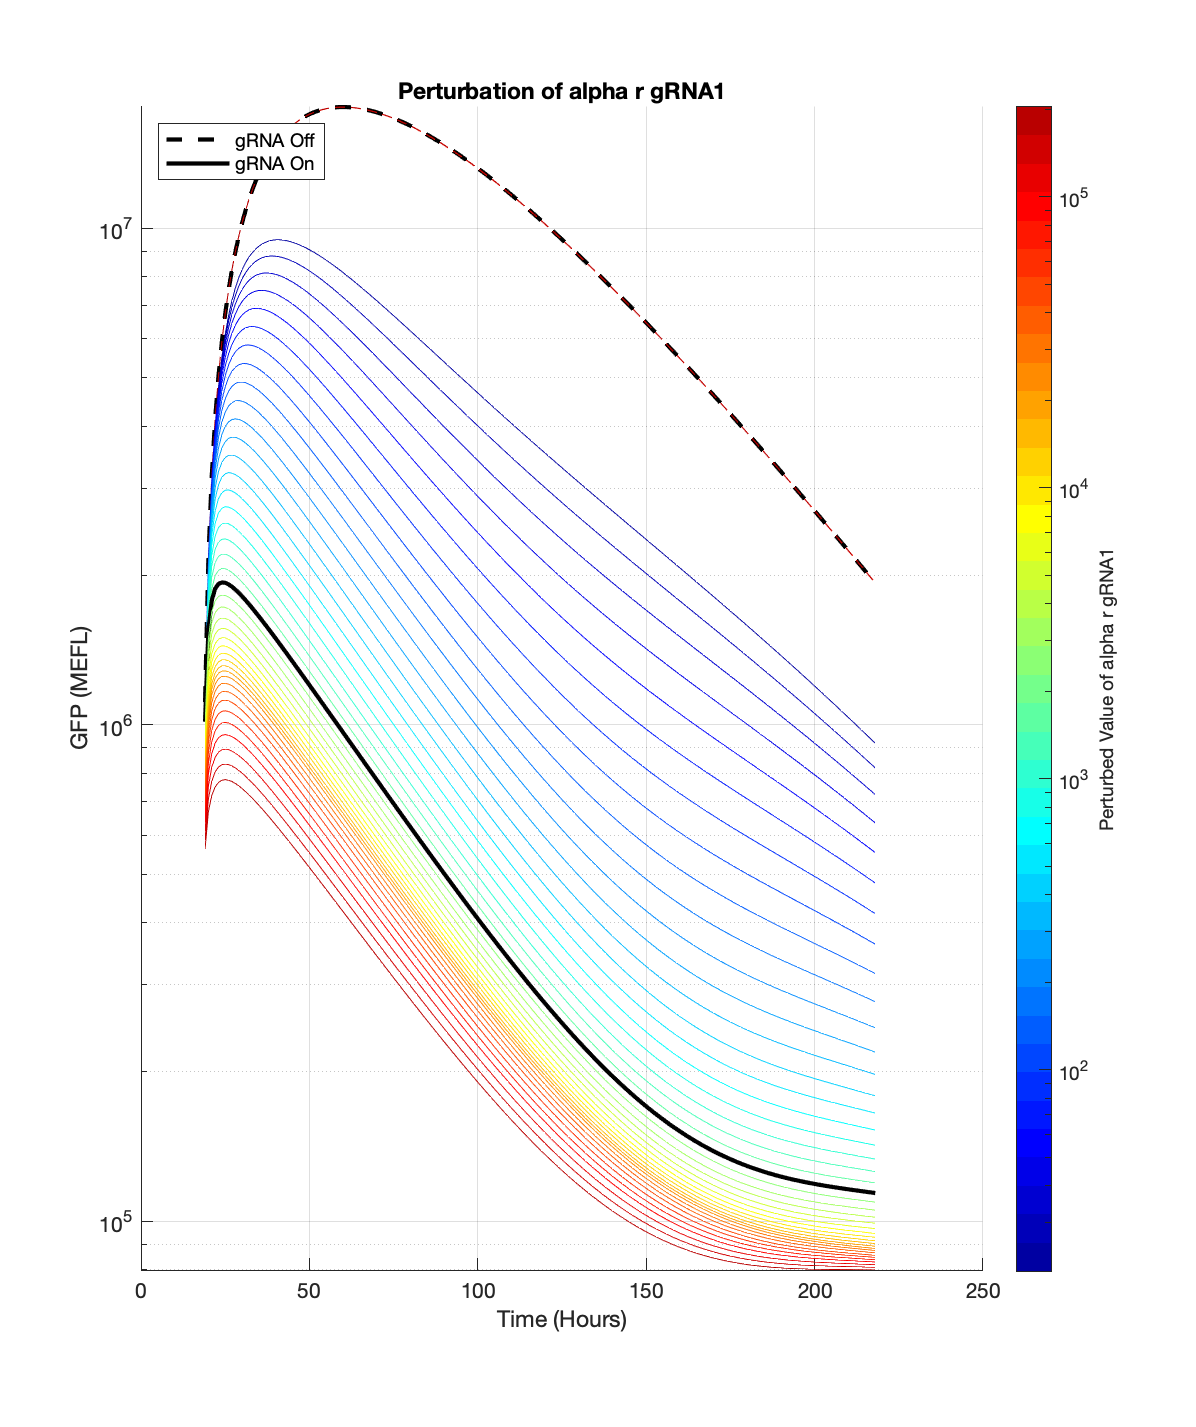 Perturbation of alpha r gRNA1
gRNA Off
gRNA On
GFP (MEFL)
10^7
10^6
10^5
0 50 100 150 200 250
Time (Hours)
10^5
10^4
10^3
10^2
Perturbed Value of alpha r gRNA1